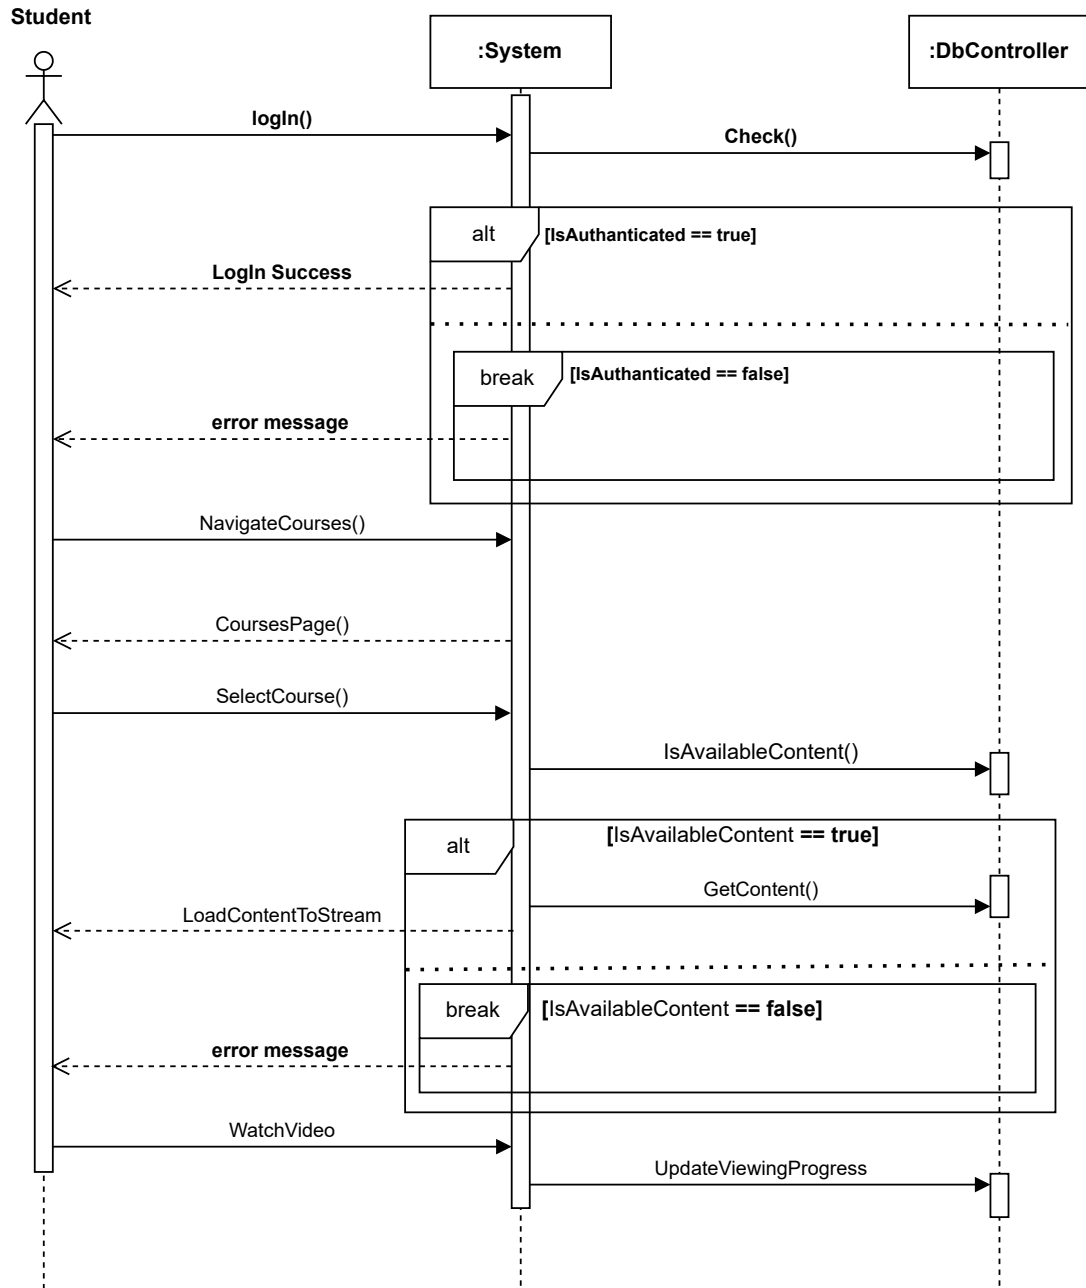 Student
:System
:DbController
logIn()
Check()
alt
[IsAuthanticated == true]
LogIn Success
break
[IsAuthanticated == false]
error message
NavigateCourses()
CoursesPage()
SelectCourse()
IsAvailableContent()
alt
[IsAvailableContent == true]
GetContent()
LoadContentToStream
break
[IsAvailableContent == false]
error message
WatchVideo
UpdateViewingProgress